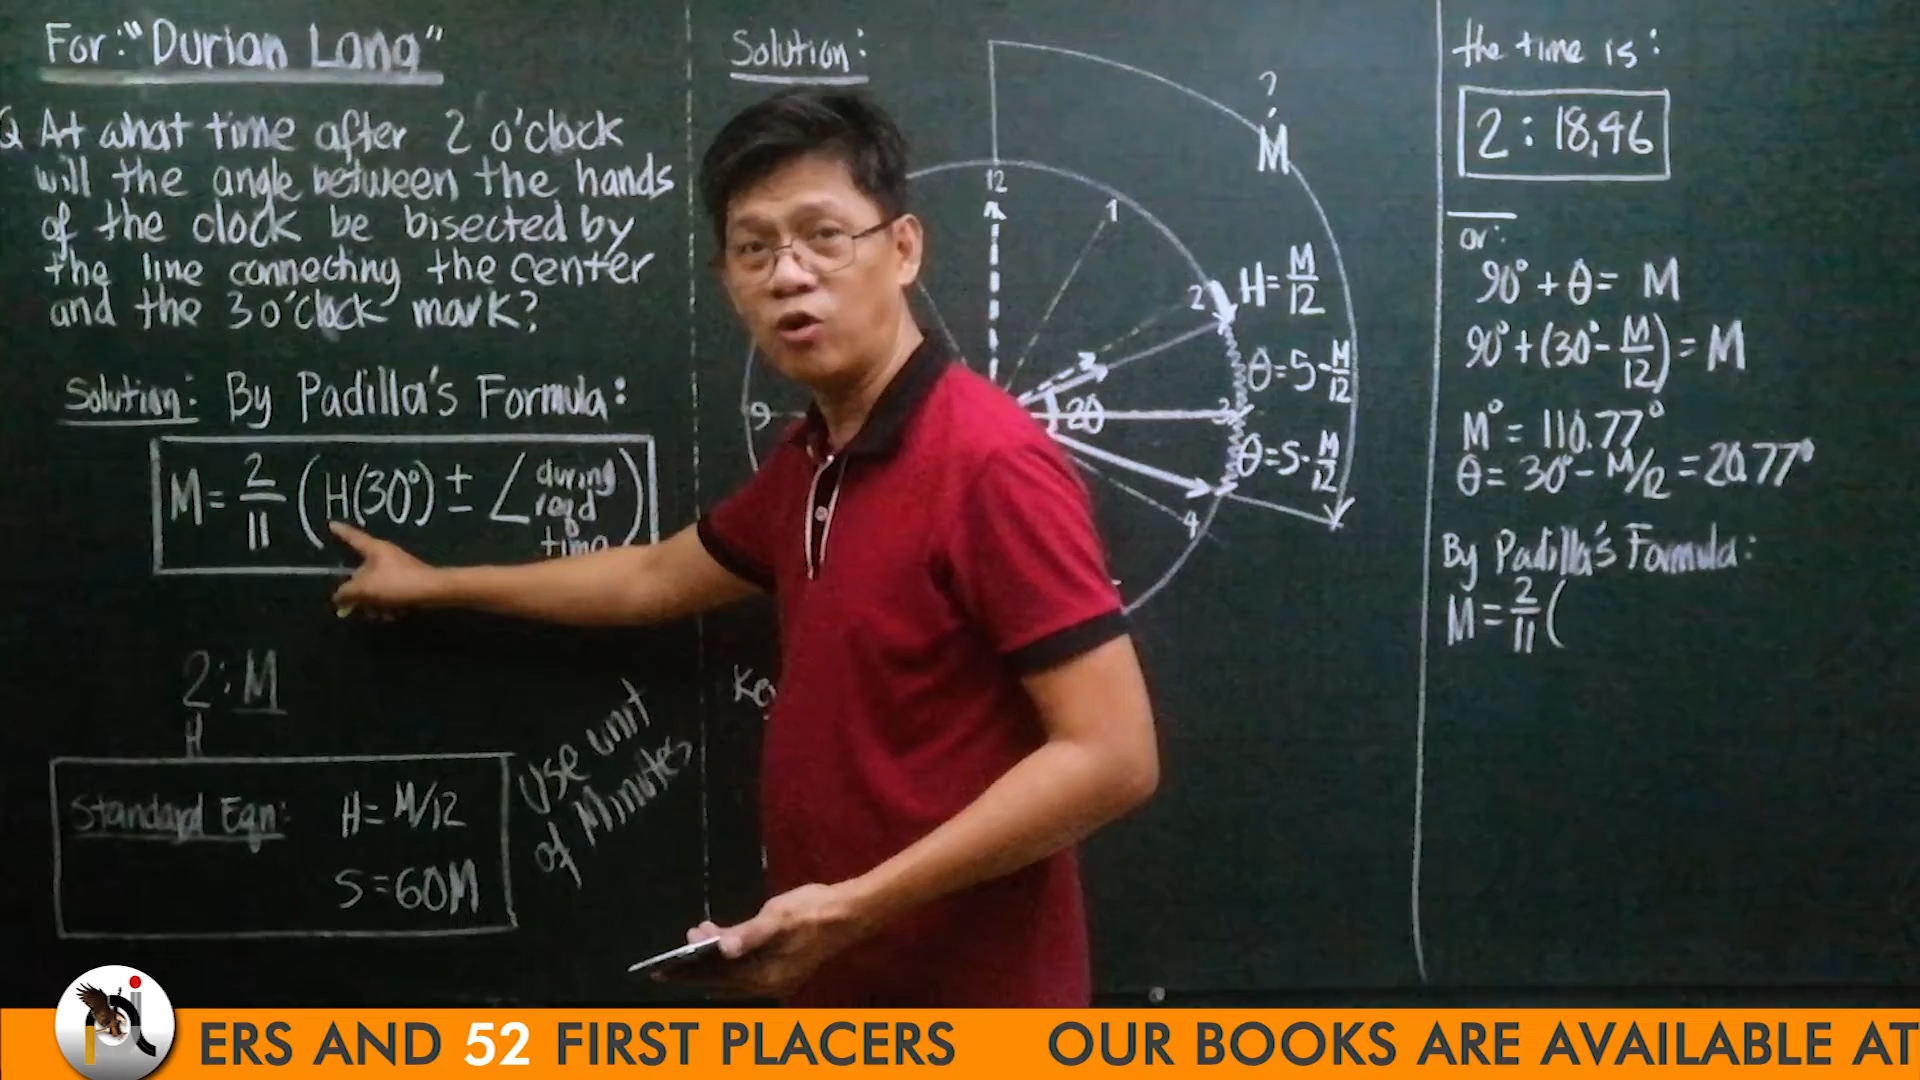 For: "Durian Lang"
Q At what time after 2 o'clock
will the angle between the hands
of the clock be bisected by
the line connecting the center
and the 3 o'clock mark?
Solution: By Padilla's Formula:
M = 2/11 (H(30°) ± ∠ during reqd time)
2 : M
H
Standard Eqn: H = M/12
S = 60M
Use unit
of Minutes
Solution:
?
M
12
1
2
H = M/12
θ = 5 - M/12
9
2θ
3
θ = 5 - M/12
4
Key
the time is:
2 : 18.46
or:
90° + θ = M
90° + (30° - M/12) = M
M° = 110.77°
θ = 30° - M/12 = 20.77°
By Padilla's Formula:
M = 2/11 (
ERS AND 52 FIRST PLACERS OUR BOOKS ARE AVAILABLE AT